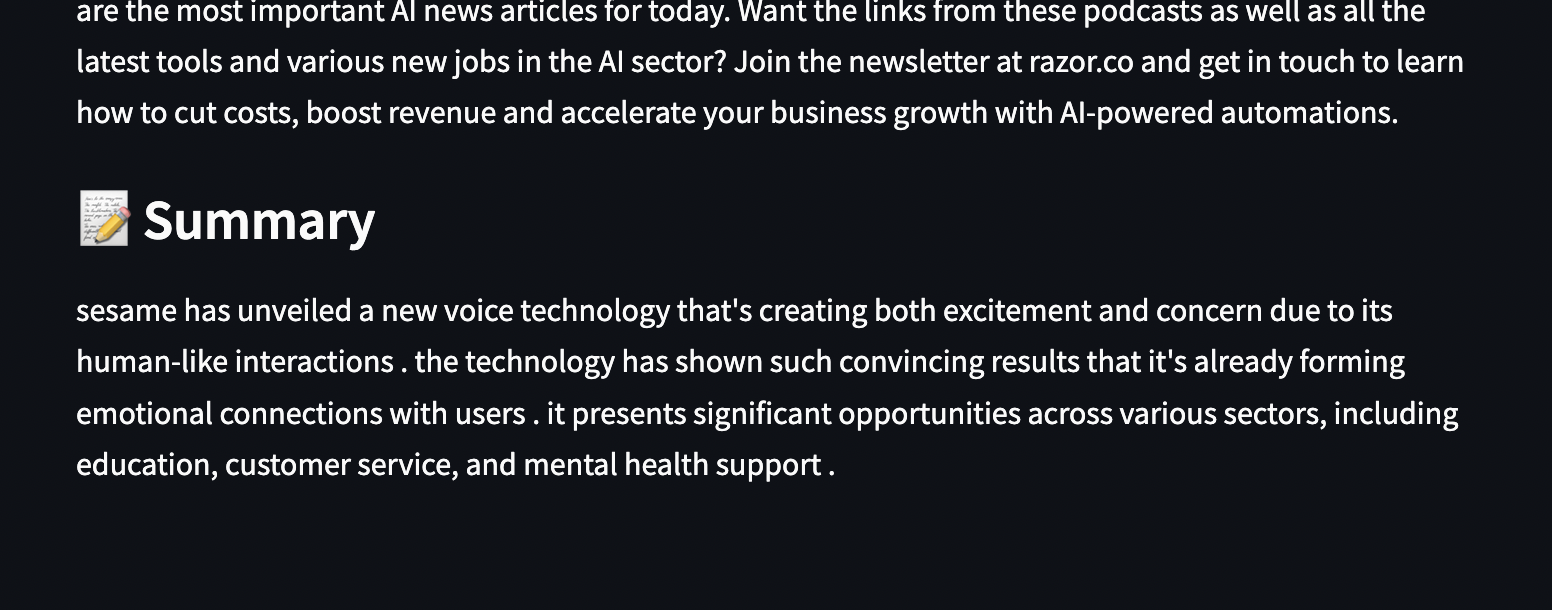 are the most important AI news articles for today. Want the links from these podcasts as well as all the
latest tools and various new jobs in the AI sector? Join the newsletter at razor.co and get in touch to learn
how to cut costs, boost revenue and accelerate your business growth with AI-powered automations.
📝 Summary
sesame has unveiled a new voice technology that's creating both excitement and concern due to its
human-like interactions . the technology has shown such convincing results that it's already forming
emotional connections with users . it presents significant opportunities across various sectors, including
education, customer service, and mental health support .